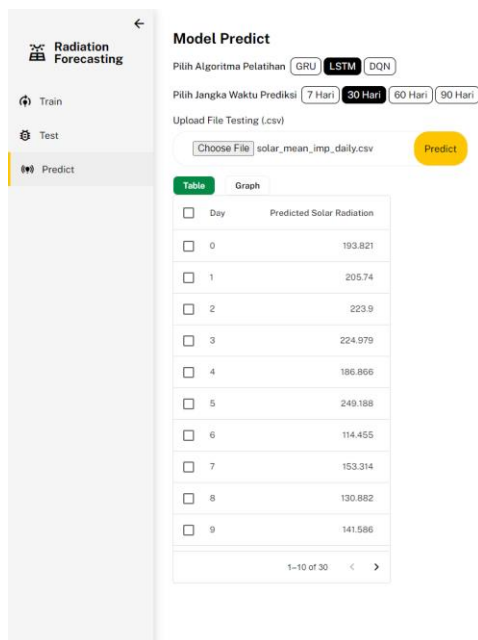 Radiation
Forecasting
Train
Test
Predict
Model Predict
Pilih Algoritma Pelatihan GRU LSTM DQN
Pilih Jangka Waktu Prediksi 7 Hari 30 Hari 60 Hari 90 Hari
Upload File Testing (.csv)
Choose File solar_mean_imp_daily.csv Predict
Table Graph
Day Predicted Solar Radiation
0 193.821
1 205.74
2 223.9
3 224.979
4 186.866
5 249.188
6 114.455
7 153.314
8 130.882
9 141.586
1–10 of 30